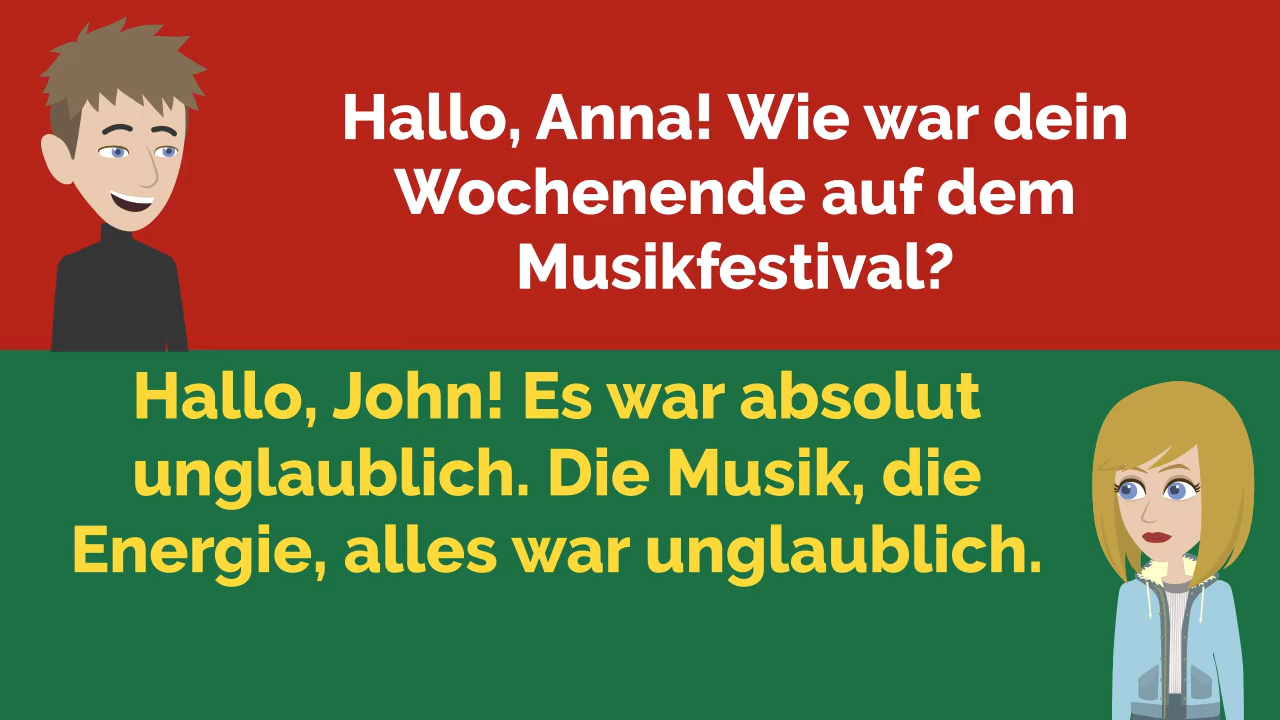 Hallo, Anna! Wie war dein
Wochenende auf dem
Musikfestival?
Hallo, John! Es war absolut
unglaublich. Die Musik, die
Energie, alles war unglaublich.